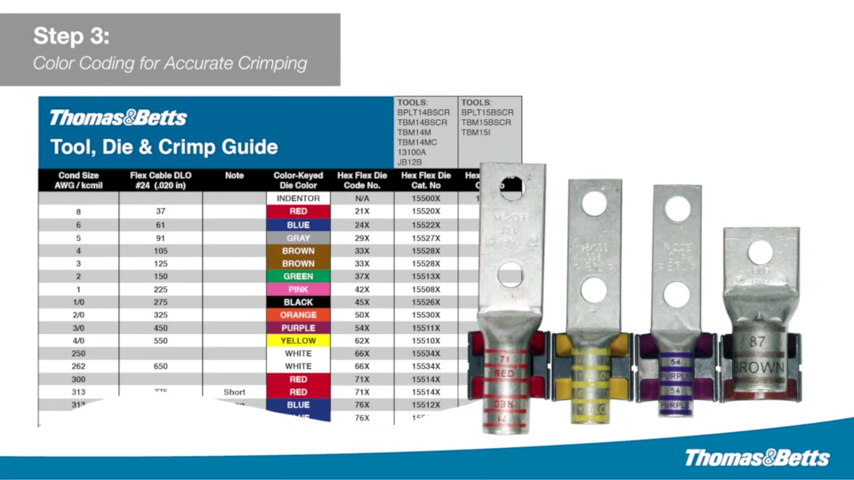 Step 3:
Color Coding for Accurate Crimping
Thomas&Betts
Tool, Die & Crimp Guide
TOOLS:
BPLT14BSCR
TBM14BSCR
TBM14M
TBM14MC
13100A
JB12B
TOOLS:
BPLT15BSCR
TBM15BSCR
TBM15I
Cond Size AWG / kcmil Flex Cable DLO #24 (.020 in) Note Color-Keyed Die Color Hex Flex Die Code No. Hex Flex Die Cat. No
INDENTOR N/A 15500X
8 37 RED 21X 15520X
6 61 BLUE 24X 15522X
5 91 GRAY 29X 15527X
4 105 BROWN 33X 15528X
3 125 BROWN 33X 15528X
2 150 GREEN 37X 15513X
1 225 PINK 42X 15508X
1/0 275 BLACK 45X 15526X
2/0 325 ORANGE 50X 15530X
3/0 450 PURPLE 54X 15511X
4/0 550 YELLOW 62X 15510X
250 WHITE 66X 15534X
262 650 WHITE 66X 15534X
300 RED 71X 15514X
313 Short RED 71X 15514X
BLUE 76X 15512X
76X
71
RED
54
PURPLE
54
PURPLE
87
BROWN
Thomas&Betts